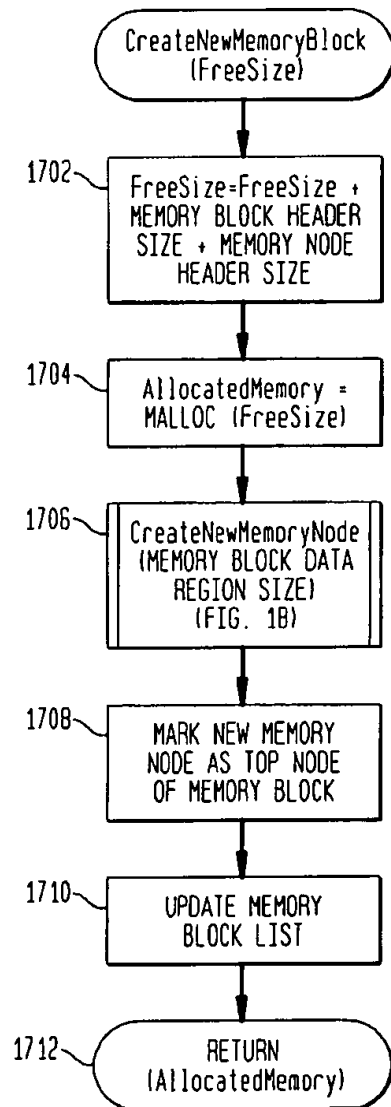 CreateNewMemoryBlock
(FreeSize)
1702
FreeSize=FreeSize +
MEMORY BLOCK HEADER
SIZE + MEMORY NODE
HEADER SIZE
1704
AllocatedMemory =
MALLOC (FreeSize)
1706
CreateNewMemoryNode
(MEMORY BLOCK DATA
REGION SIZE)
(FIG. 1B)
1708
MARK NEW MEMORY
NODE AS TOP NODE
OF MEMORY BLOCK
1710
UPDATE MEMORY
BLOCK LIST
1712
RETURN
(AllocatedMemory)